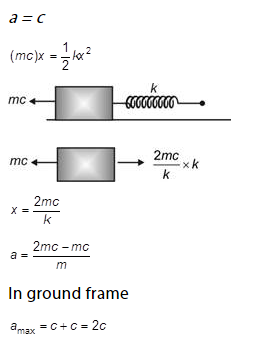 a = c
(mc)x = 1/2 kx²
k
mc
mc
2mc/k × k
x = 2mc/k
a = 2mc – mc/m
In ground frame
a_max = c + c = 2c